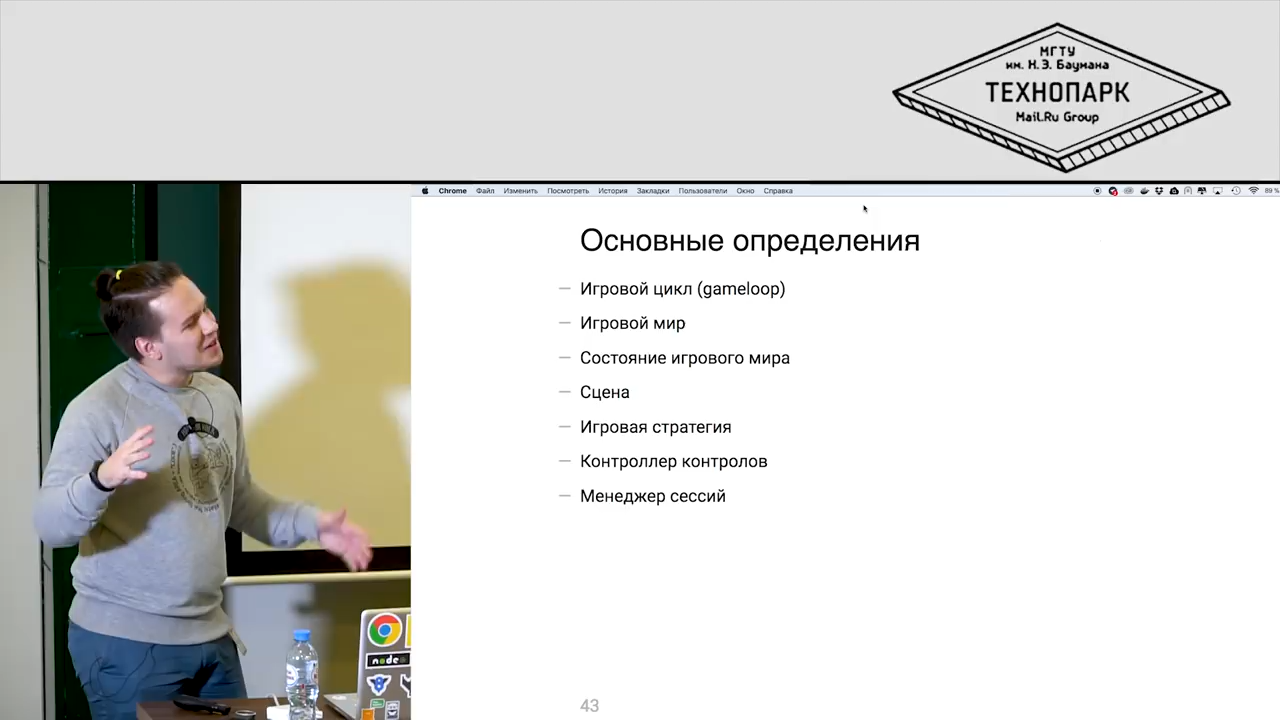 МГТУ
им. Н.Э. Баумана
ТЕХНОПАРК
Mail.Ru Group
Chrome Файл Изменить Посмотреть История Закладки Пользователи Окно Справка
89 %
Основные определения
— Игровой цикл (gameloop)
— Игровой мир
— Состояние игрового мира
— Сцена
— Игровая стратегия
— Контроллер контролов
— Менеджер сессий
43